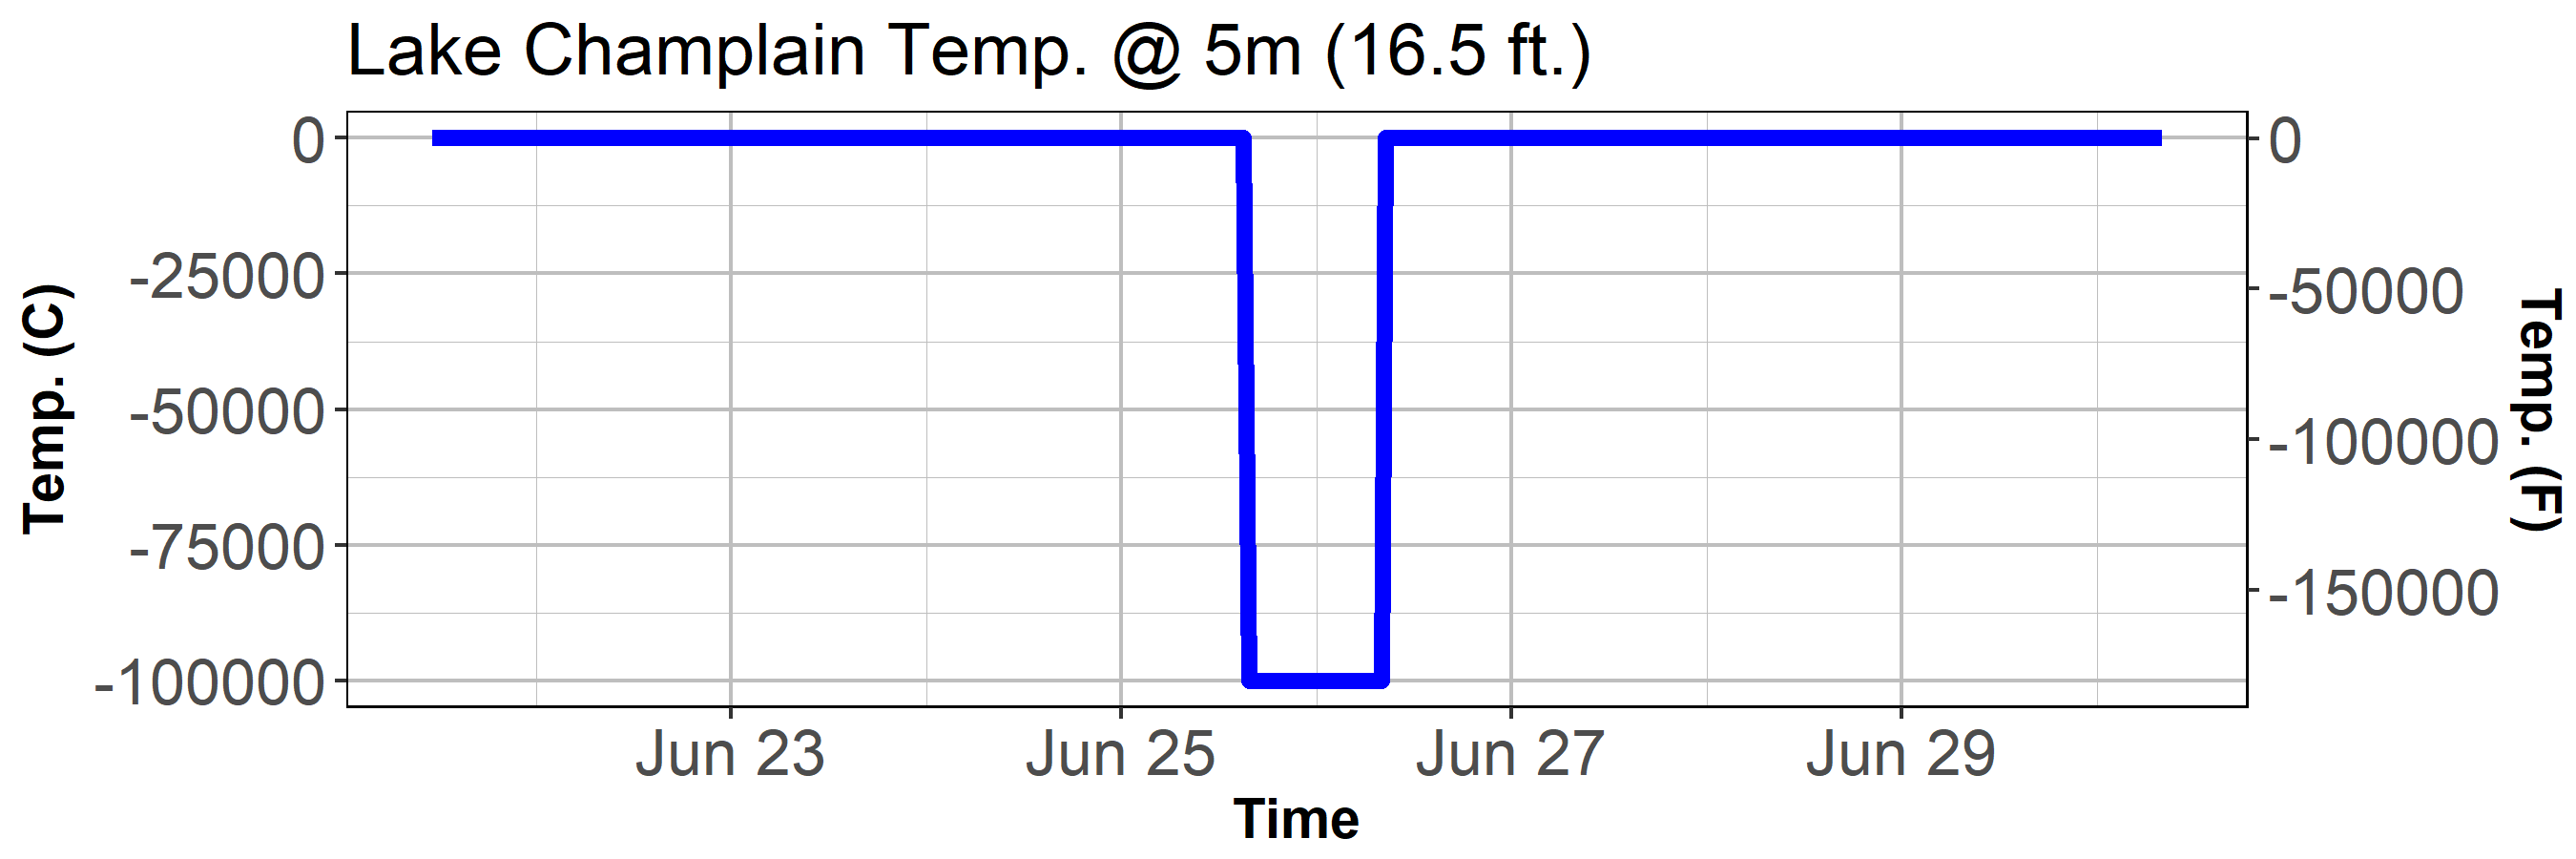 Lake Champlain Temp. @ 5m (16.5 ft.)
Temp. (C)
0
-25000
-50000
-75000
-100000
0
-50000
-100000
-150000
Temp. (F)
Jun 23
Jun 25
Jun 27
Jun 29
Time